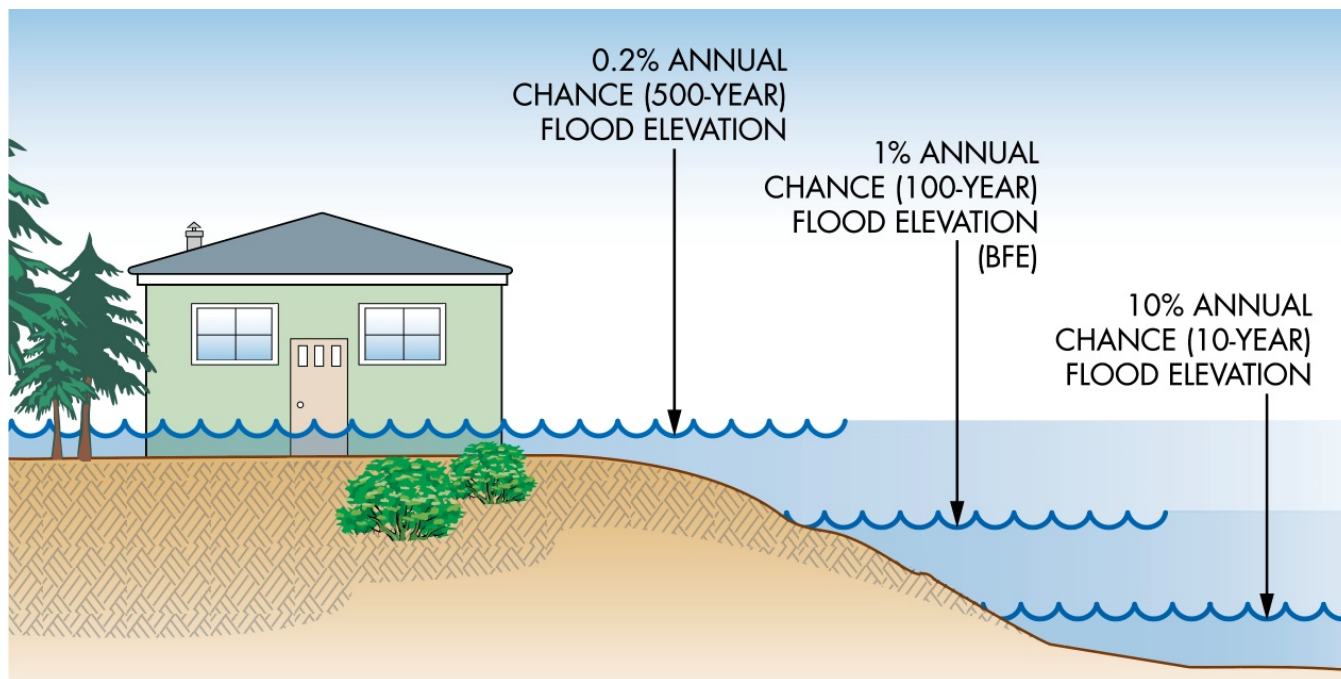 0.2% ANNUAL
CHANCE (500-YEAR)
FLOOD ELEVATION
1% ANNUAL
CHANCE (100-YEAR)
FLOOD ELEVATION
(BFE)
10% ANNUAL
CHANCE (10-YEAR)
FLOOD ELEVATION